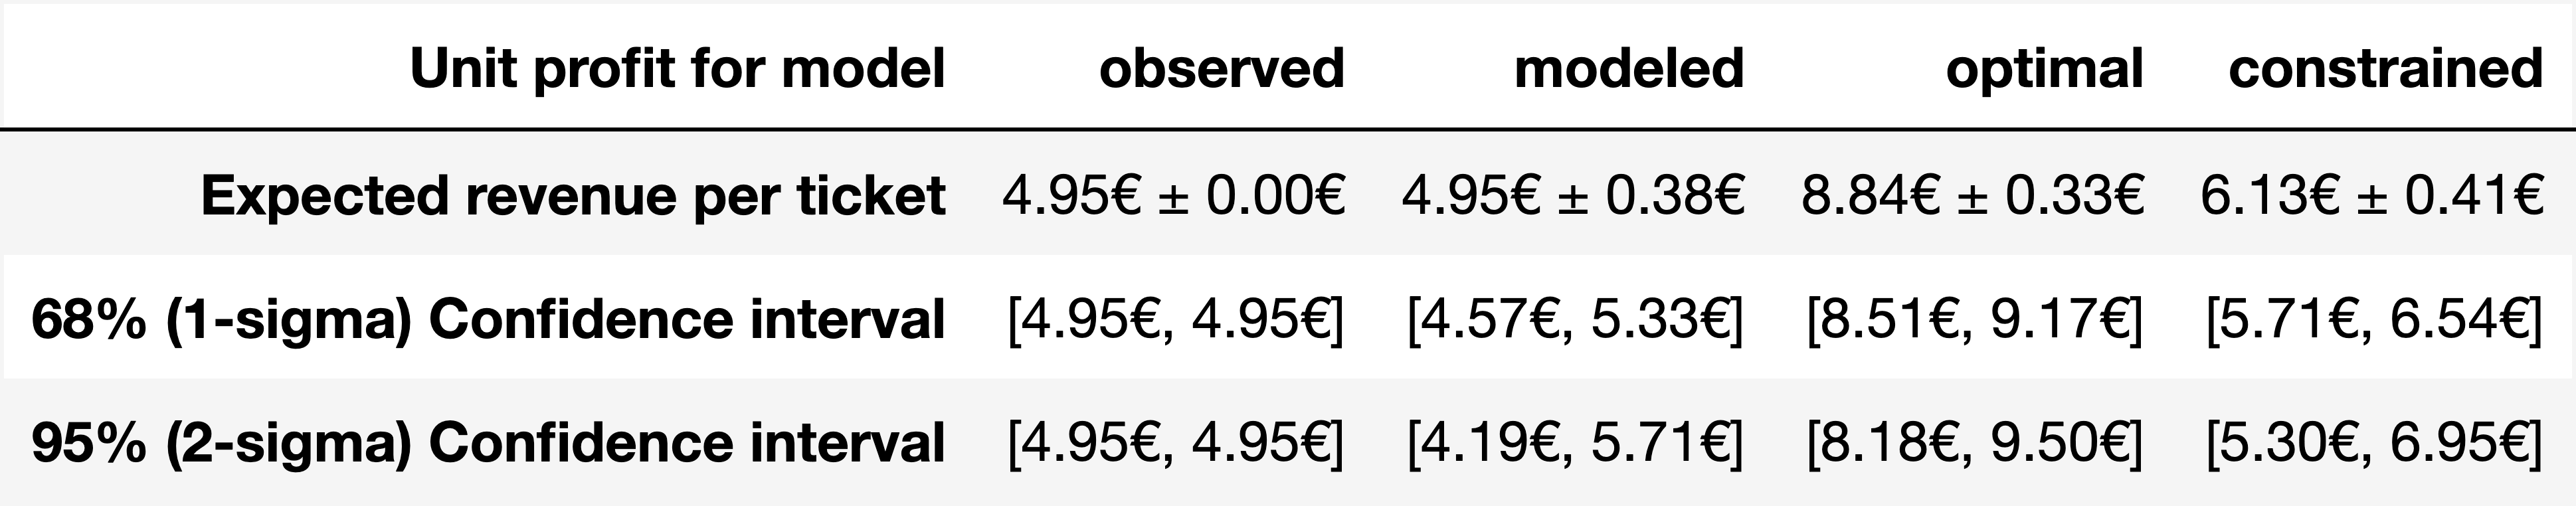 Unit profit for model observed modeled optimal constrained
Expected revenue per ticket 4.95€ ± 0.00€ 4.95€ ± 0.38€ 8.84€ ± 0.33€ 6.13€ ± 0.41€
68% (1-sigma) Confidence interval [4.95€, 4.95€] [4.57€, 5.33€] [8.51€, 9.17€] [5.71€, 6.54€]
95% (2-sigma) Confidence interval [4.95€, 4.95€] [4.19€, 5.71€] [8.18€, 9.50€] [5.30€, 6.95€]